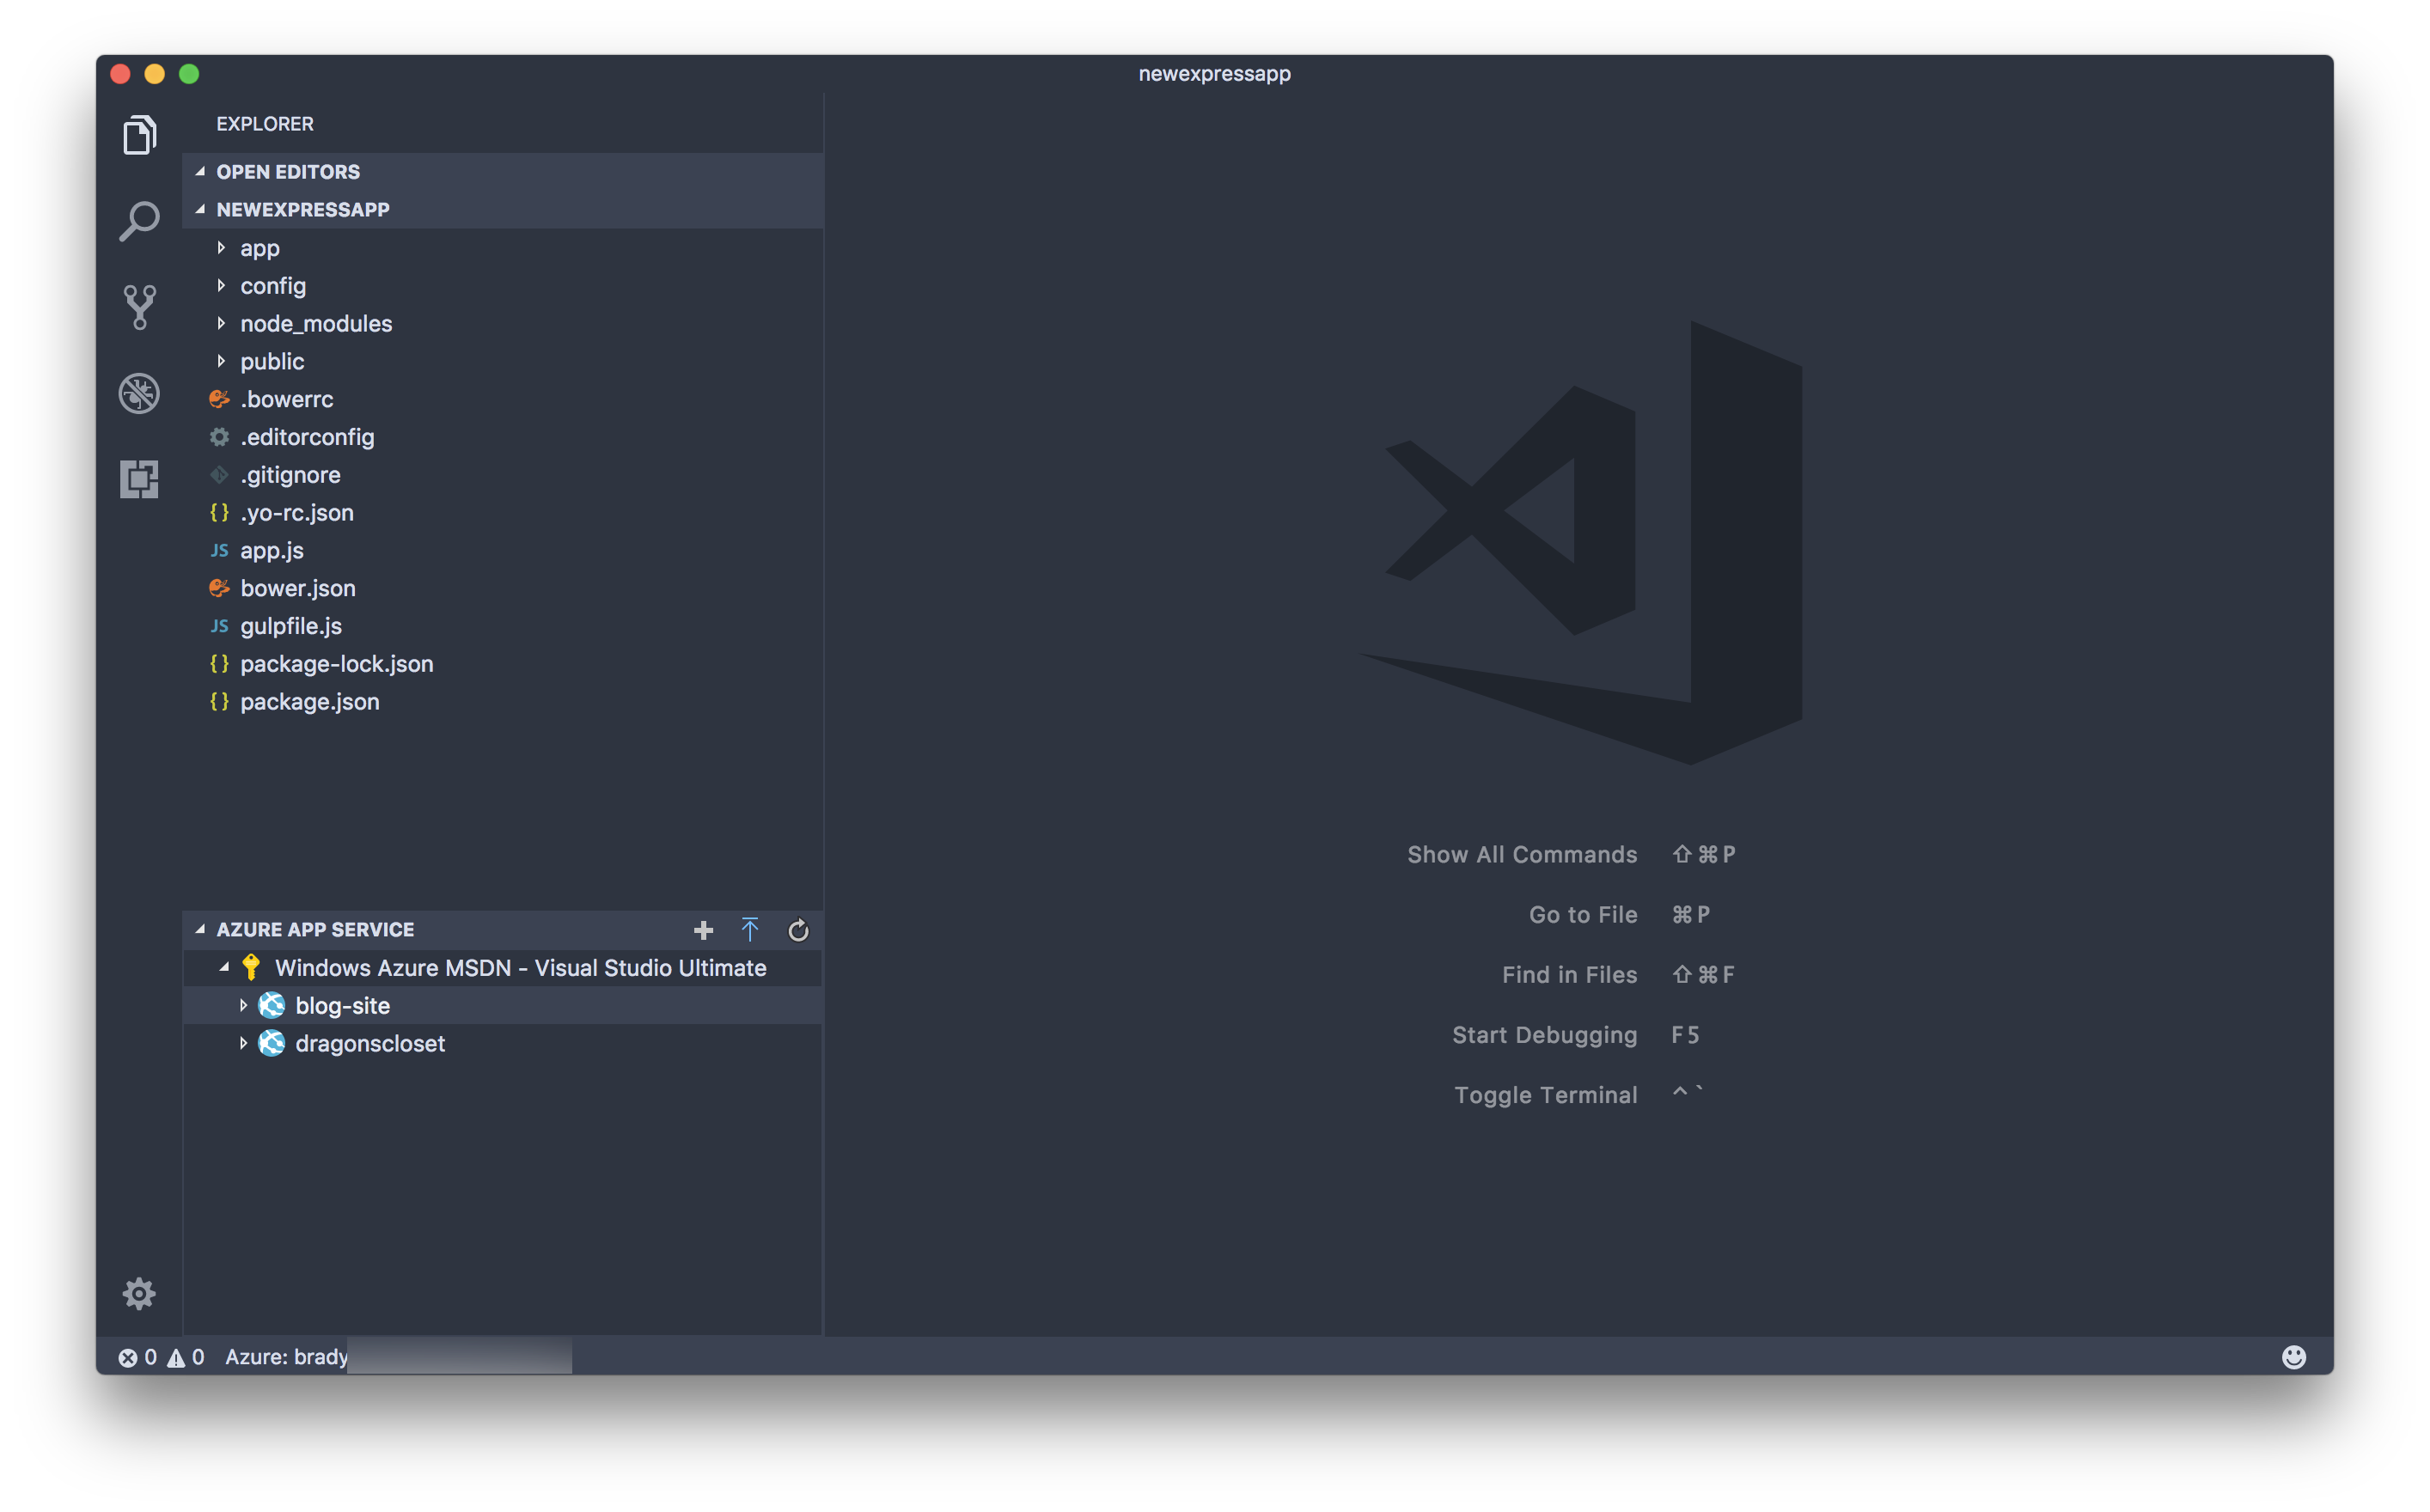 newexpressapp
EXPLORER
OPEN EDITORS
NEWEXPRESSAPP
app
config
node_modules
public
.bowerrc
.editorconfig
.gitignore
{} .yo-rc.json
JS app.js
bower.json
JS gulpfile.js
{} package-lock.json
{} package.json
AZURE APP SERVICE
Windows Azure MSDN - Visual Studio Ultimate
blog-site
dragonscloset
Show All Commands ⇧⌘P
Go to File ⌘P
Find in Files ⇧⌘F
Start Debugging F5
Toggle Terminal ^`
0 0 Azure: brady